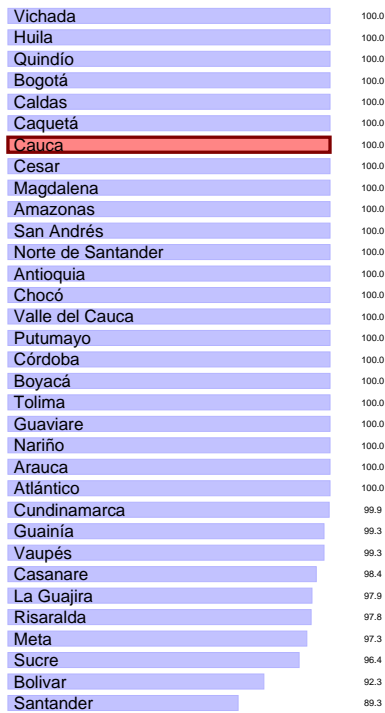 Vichada 100.0
Huila 100.0
Quindío 100.0
Bogotá 100.0
Caldas 100.0
Caquetá 100.0
Cauca 100.0
Cesar 100.0
Magdalena 100.0
Amazonas 100.0
San Andrés 100.0
Norte de Santander 100.0
Antioquia 100.0
Chocó 100.0
Valle del Cauca 100.0
Putumayo 100.0
Córdoba 100.0
Boyacá 100.0
Tolima 100.0
Guaviare 100.0
Nariño 100.0
Arauca 100.0
Atlántico 100.0
Cundinamarca 99.9
Guainía 99.3
Vaupés 99.3
Casanare 98.4
La Guajira 97.9
Risaralda 97.8
Meta 97.3
Sucre 96.4
Bolivar 92.3
Santander 89.3